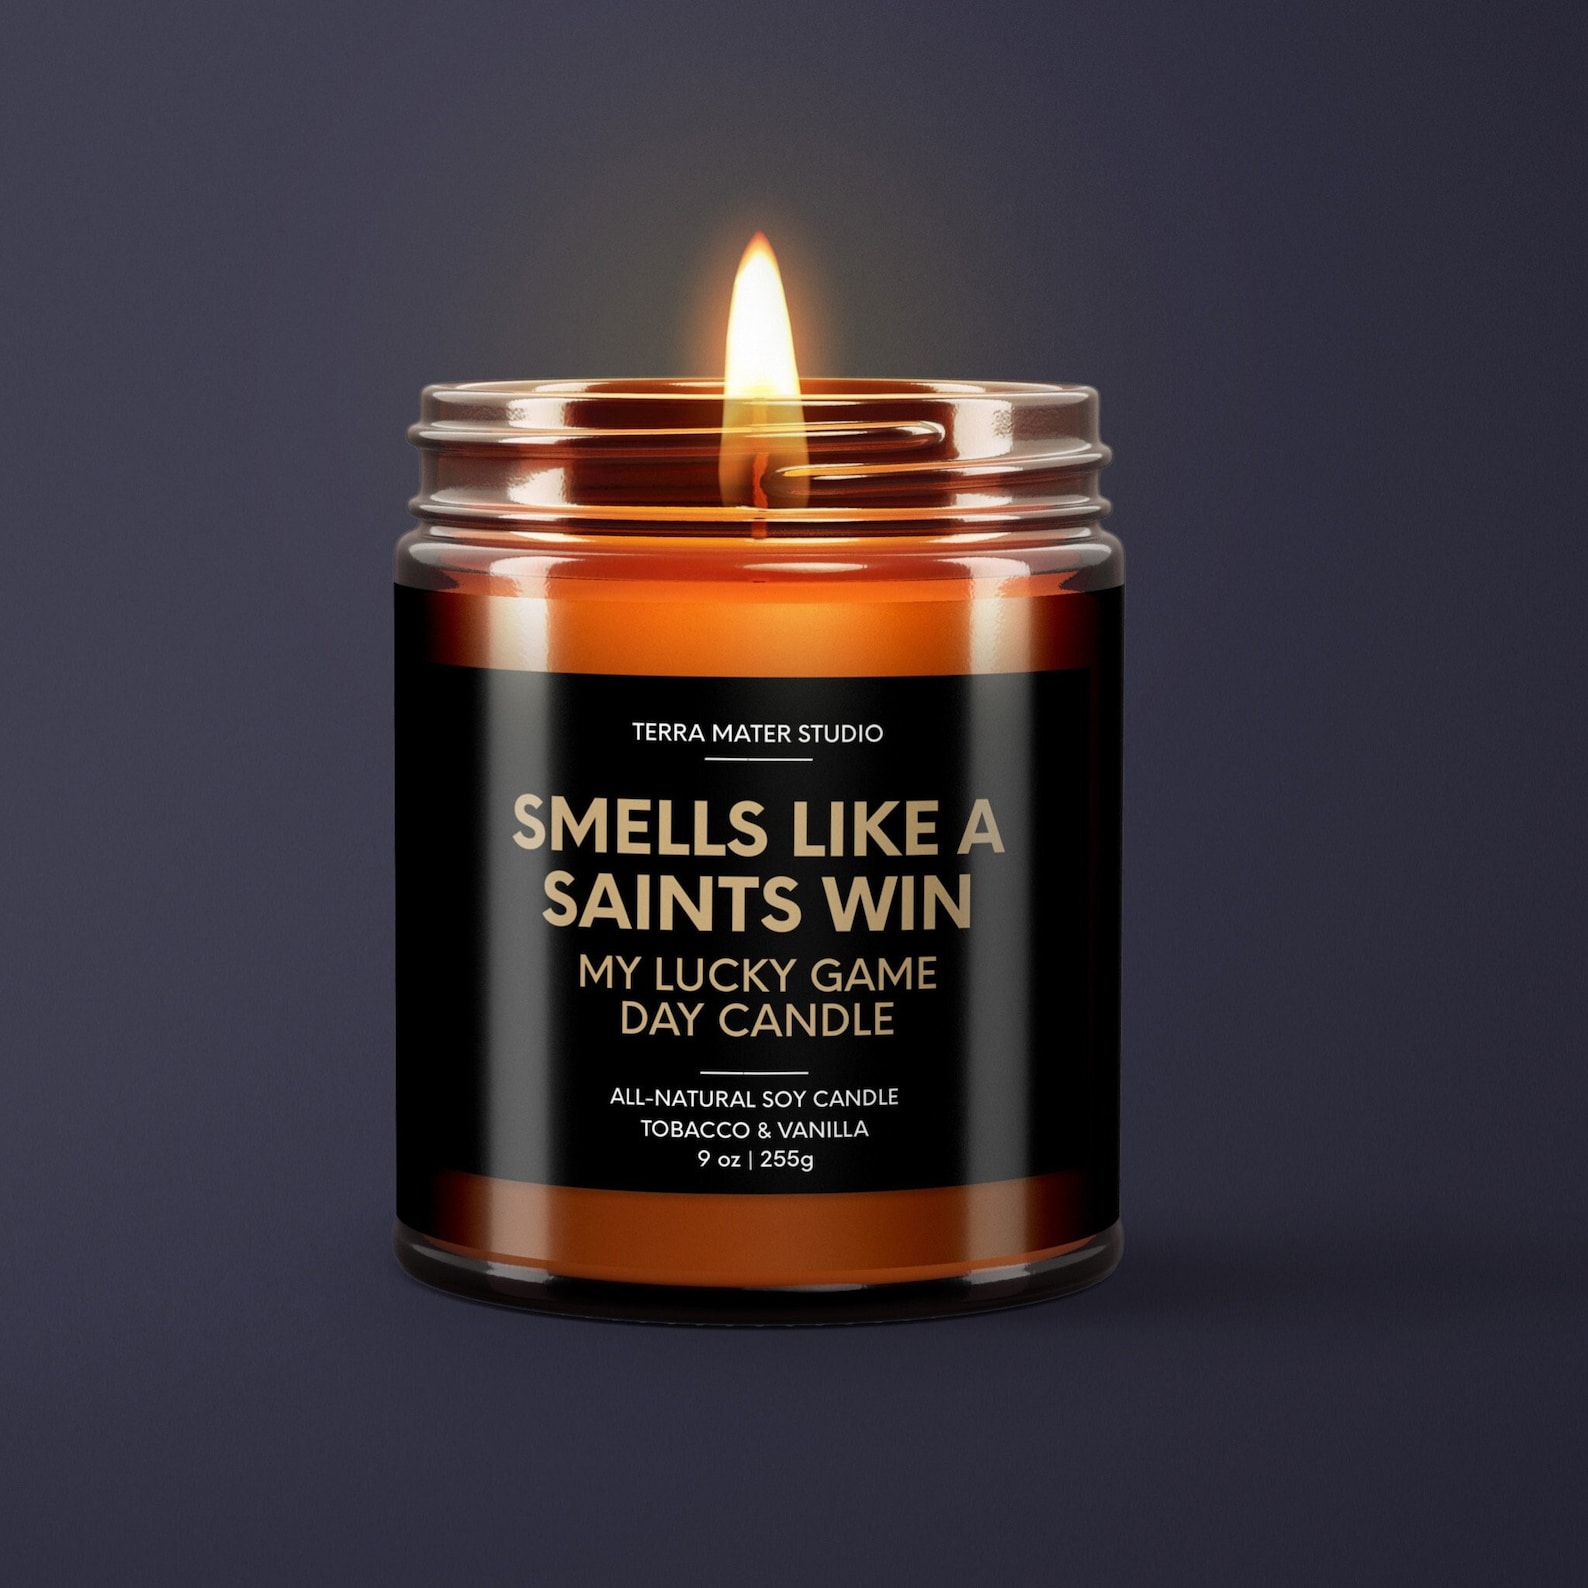 TERRA MATER STUDIO
SMELLS LIKE A
SAINTS WIN
MY LUCKY GAME
DAY CANDLE
ALL-NATURAL SOY CANDLE
TOBACCO & VANILLA
9 oz | 255g